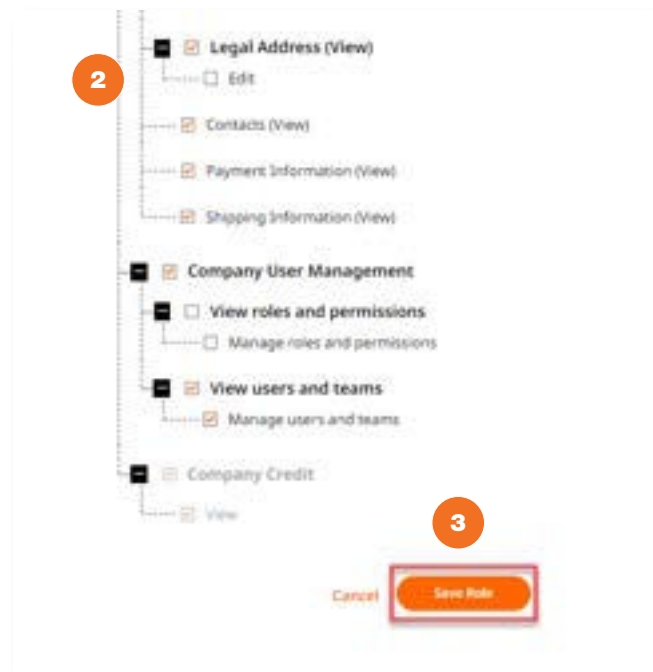 Legal Address (View)
2
Edit
Contacts (View)
Payment Information (View)
Shipping Information (View)
Company User Management
View roles and permissions
Manage roles and permissions
View users and teams
Manage users and teams
Company Credit
View
3
Cancel
Save Role